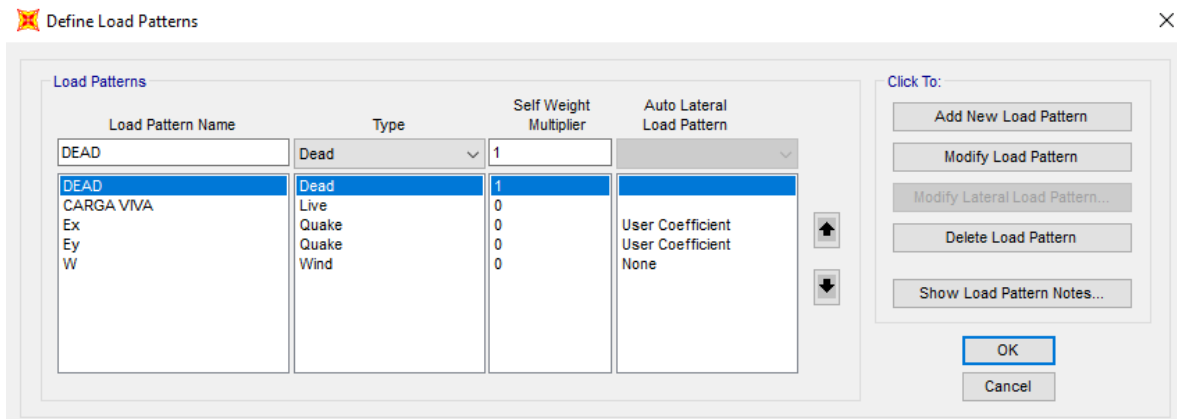 Define Load Patterns
Load Patterns
Click To:
Self Weight Auto Lateral
Load Pattern Name Type Multiplier Load Pattern
DEAD Dead 1
DEAD Dead 1
CARGA VIVA Live 0
Ex Quake 0 User Coefficient
Ey Quake 0 User Coefficient
W Wind 0 None
Add New Load Pattern
Modify Load Pattern
Modify Lateral Load Pattern...
Delete Load Pattern
Show Load Pattern Notes...
OK
Cancel